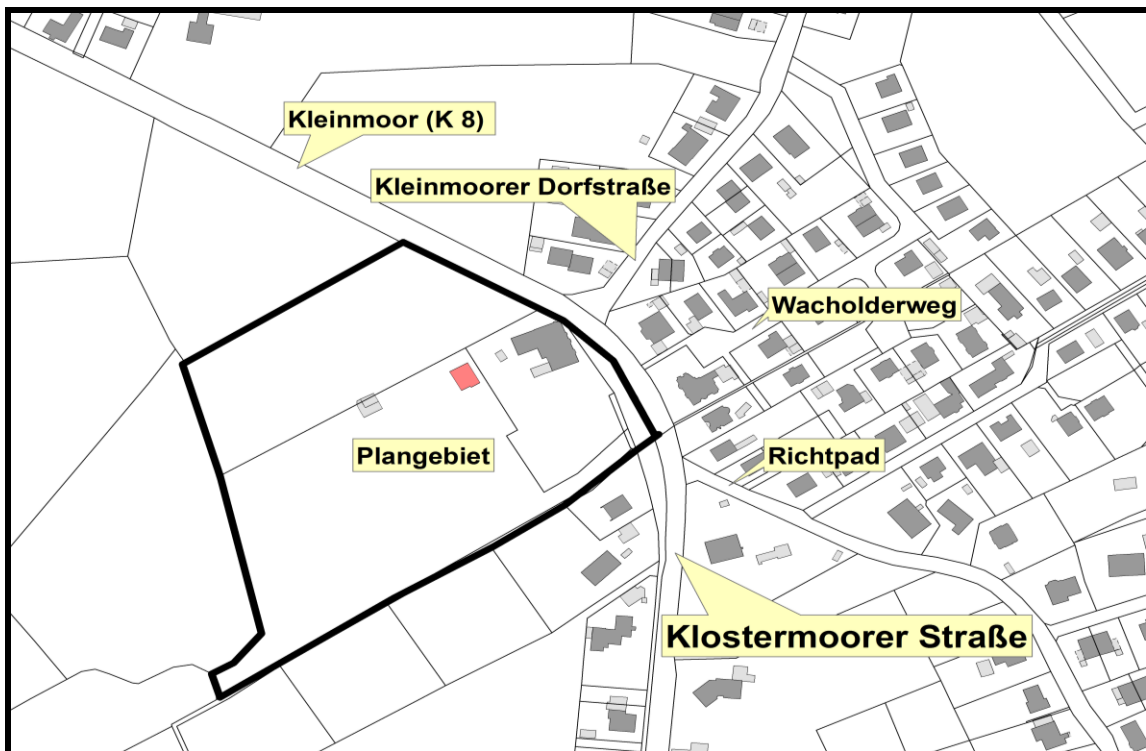 Kleinmoor (K 8)
Kleinmoorer Dorfstraße
Wacholderweg
Plangebiet
Richtpad
Klostermoorer Straße